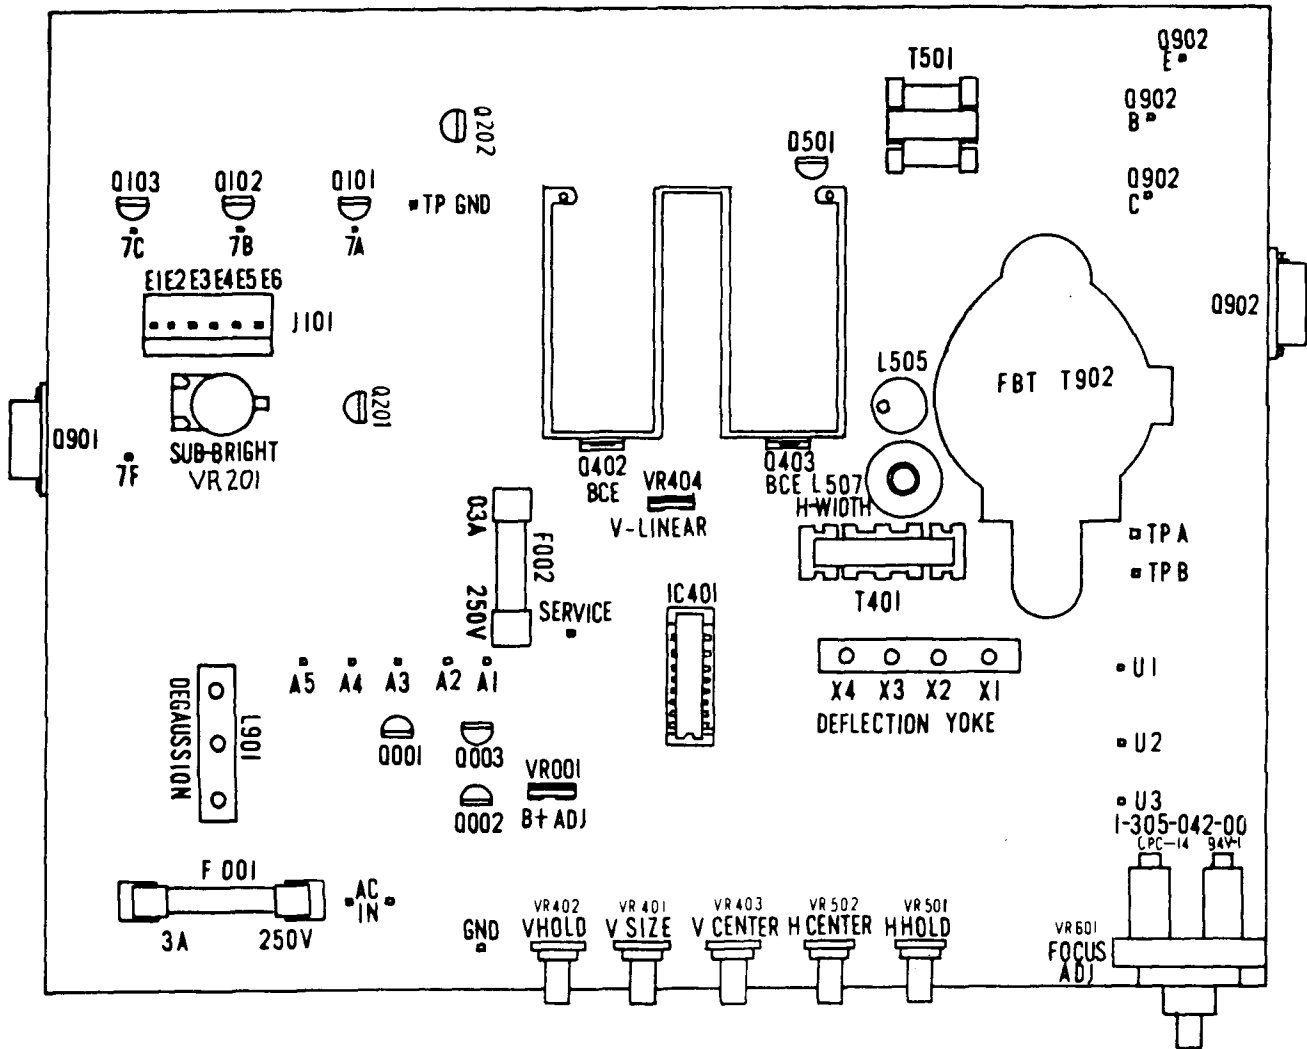 Q902
E
T501
Q902
B
Q202
Q501
Q103 Q102 Q101
TP GND
Q902
C
7C 7B 7A
E1 E2 E3 E4 E5 E6
J101
Q902
L505
FBT T902
Q201
Q901
SUB-BRIGHT
VR201
7F
Q402
BCE
VR404
V-LINEAR
Q403
BCE
L507
H-WIDTH
03A
F002
250V
TP A
TP B
SERVICE
IC401
T401
A5 A4 A3 A2 A1
X4 X3 X2 X1
DEFLECTION YOKE
U1
DEGAUSSION
L901
Q001 Q003
U2
VR001
B+ ADJ
Q002
U3
1-305-042-00
CPC-14 94V-1
F 001
3A 250V
AC
IN
GND
VR402 VR401 VR403 VR502 VR501
V HOLD V SIZE V CENTER H CENTER H HOLD
VR601
FOCUS
ADJ